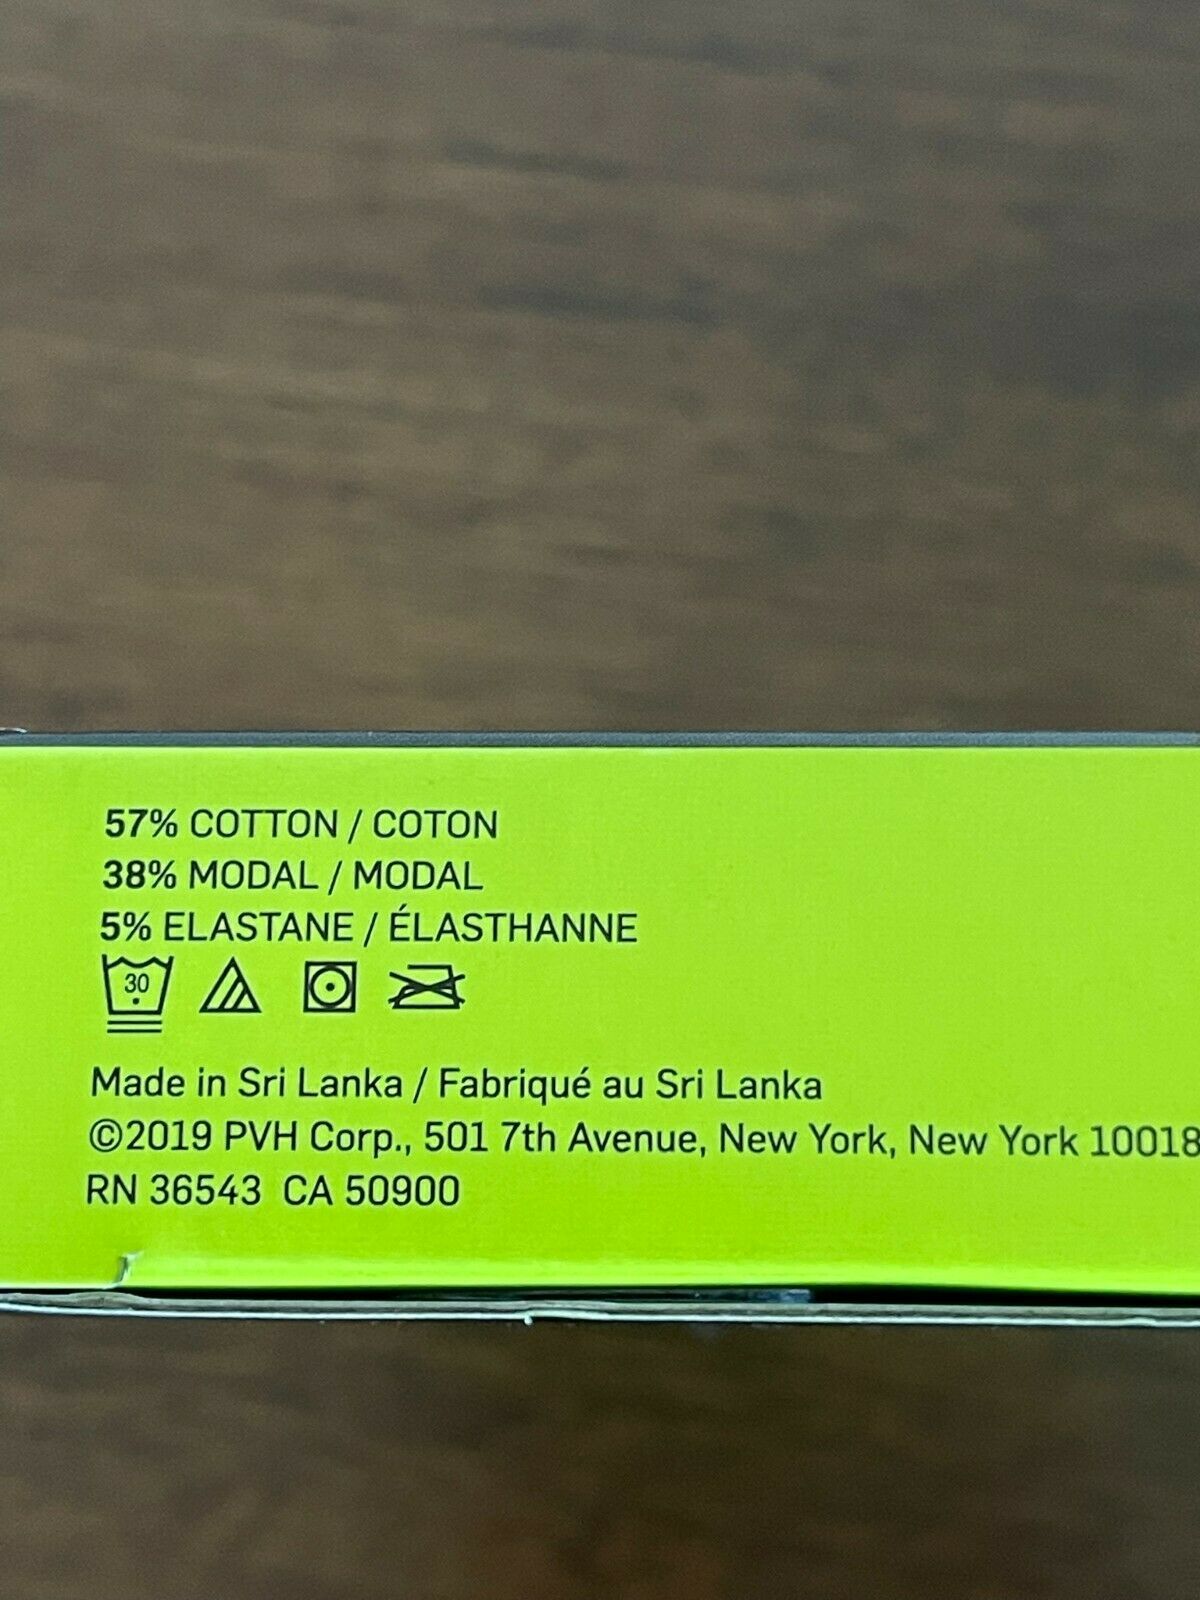 57% COTTON / COTON
38% MODAL / MODAL
5% ELASTANE / ÉLASTHANNE
30
Made in Sri Lanka / Fabriqué au Sri Lanka
©2019 PVH Corp., 501 7th Avenue, New York, New York 10018
RN 36543 CA 50900